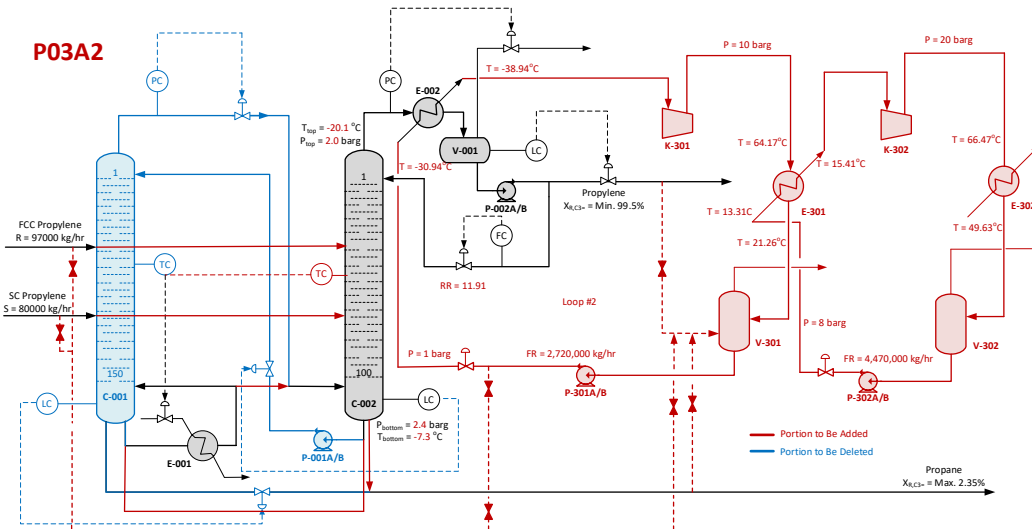 P03A2
P = 10 barg
P = 20 barg
T = -38.94°C
PC
PC
E-002
Ttop = -20.1 °C
Ptop = 2.0 barg
V-001
LC
K-301
K-302
T = 64.17°C
T = 66.47°C
T = 15.41°C
T = -30.94°C
1
1
P-002A/B
Propylene
XR,C3= = Min. 99.5%
E-301
E-302
FCC Propylene
R = 97000 kg/hr
T = 13.31C
T = 49.63°C
FC
T = 21.26°C
TC
TC
RR = 11.91
SC Propylene
S = 80000 kg/hr
Loop #2
P = 8 barg
V-301
V-302
P = 1 barg
FR = 2,720,000 kg/hr
FR = 4,470,000 kg/hr
150
100
C-001
C-002
P-301A/B
P-302A/B
LC
LC
Pbottom = 2.4 barg
Tbottom = -7.3 °C
E-001
P-001A/B
Portion to Be Added
Portion to Be Deleted
Propane
XR,C3= = Max. 2.35%